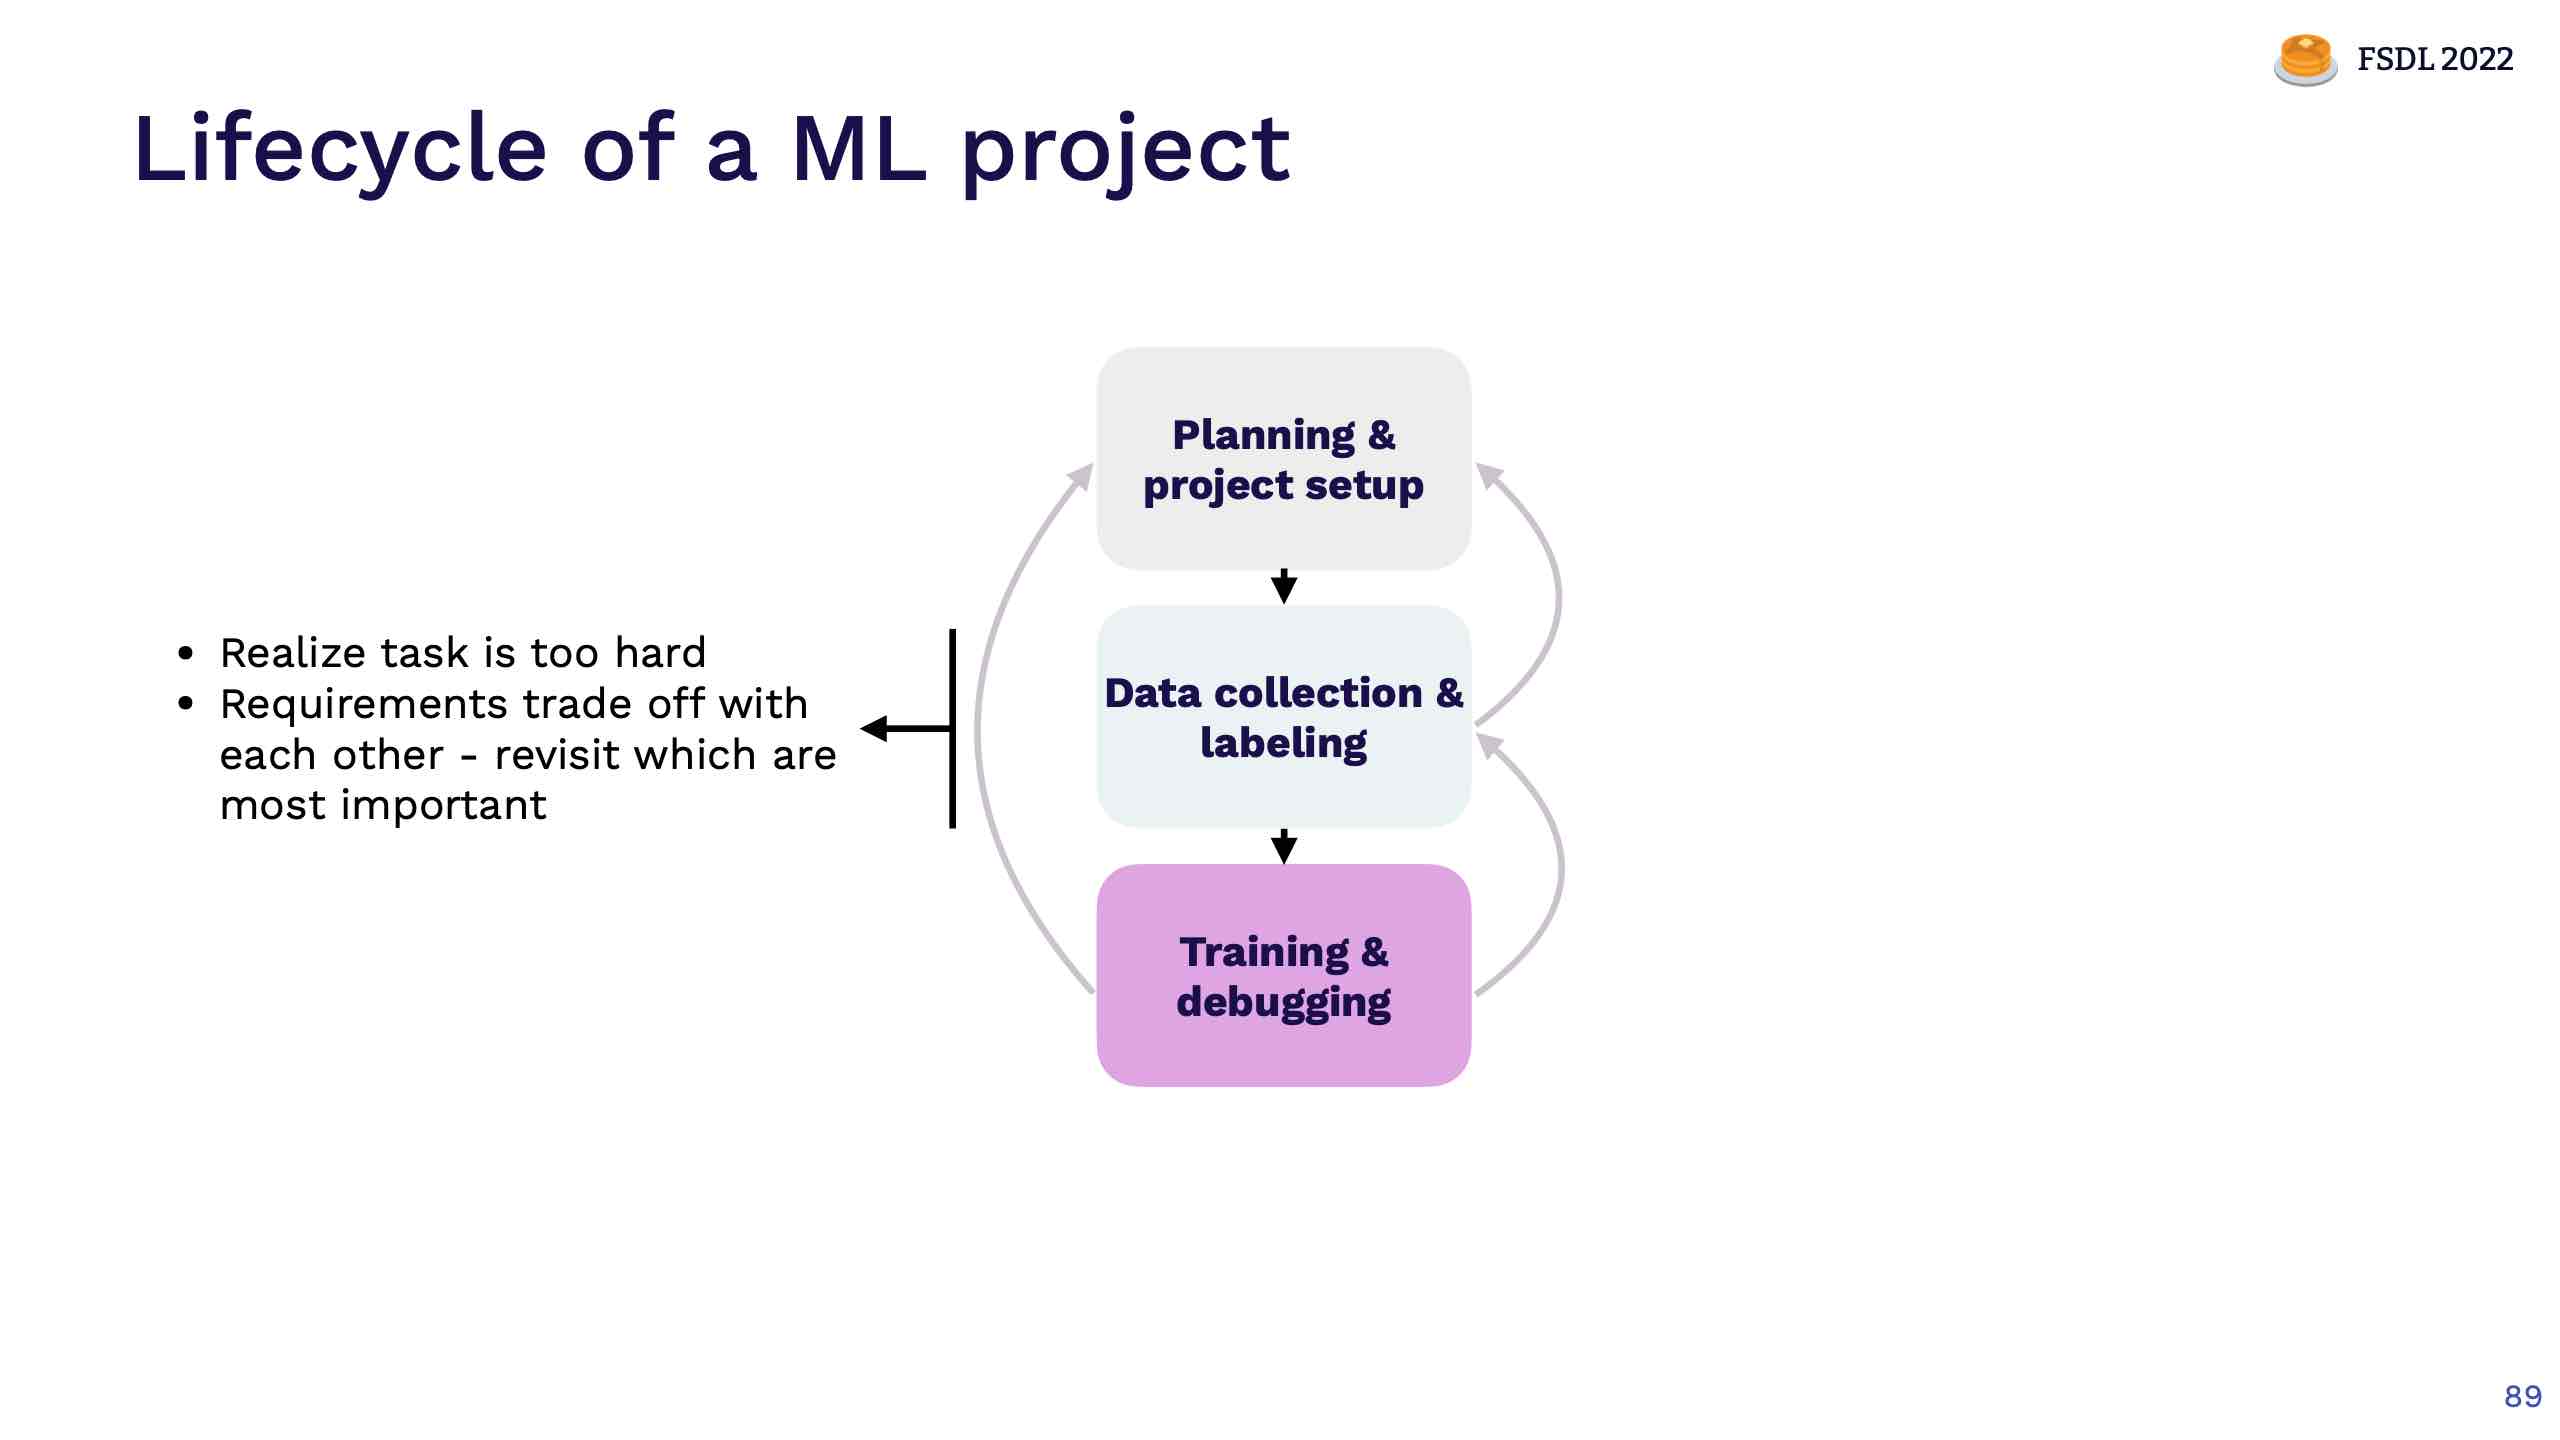 FSDL 2022
Lifecycle of a ML project
Planning &
project setup
• Realize task is too hard
• Requirements trade off with
each other - revisit which are
most important
Data collection &
labeling
Training &
debugging
89